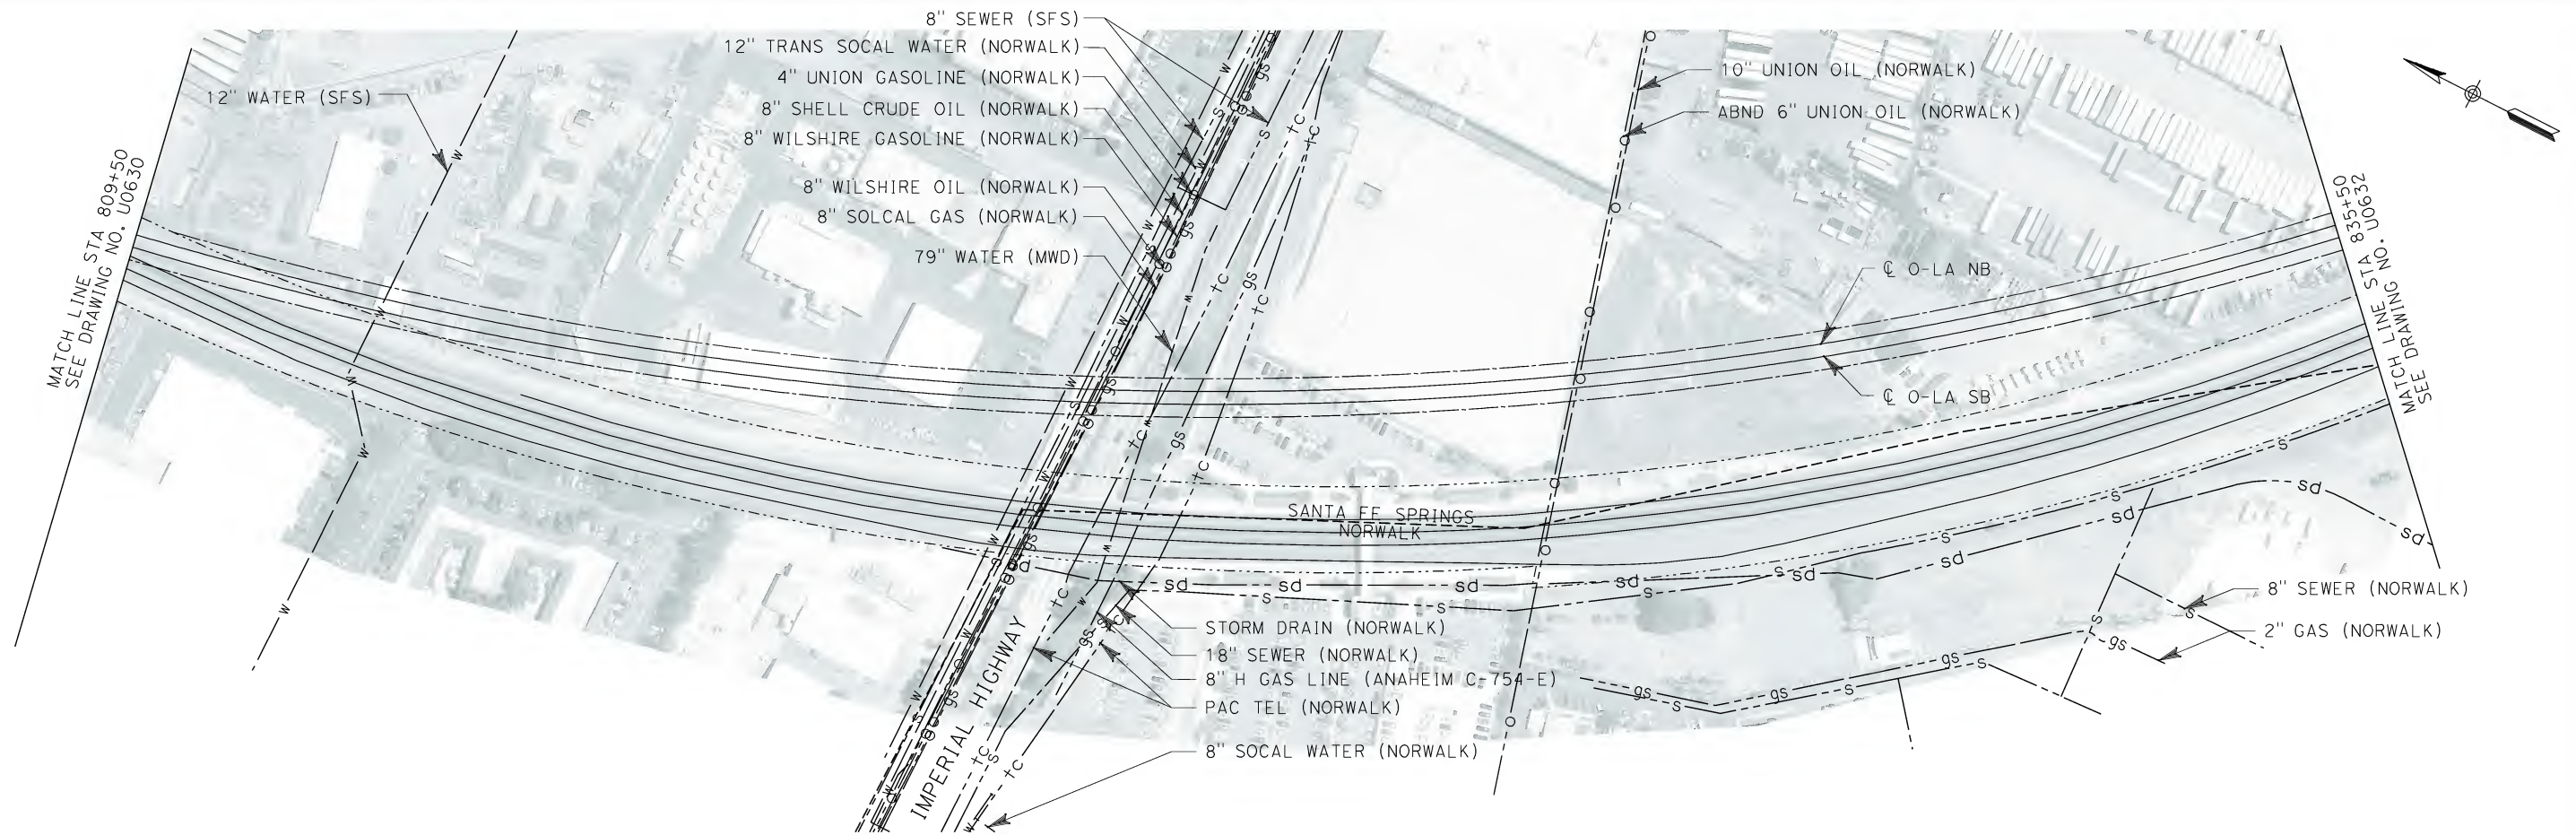 8" SEWER (SFS)
12" TRANS SOCAL WATER (NORWALK)
4" UNION GASOLINE (NORWALK)
8" SHELL CRUDE OIL (NORWALK)
8" WILSHIRE GASOLINE (NORWALK)
8" WILSHIRE OIL (NORWALK)
8" SOLCAL GAS (NORWALK)
79" WATER (MWD)
12" WATER (SFS)
MATCH LINE STA 809+50
SEE DRAWING NO. U0630
10" UNION OIL (NORWALK)
ABND 6" UNION OIL (NORWALK)
℄ O-LA NB
℄ O-LA SB
MATCH LINE STA 835+50
SEE DRAWING NO. U0632
SANTA FE SPRINGS
NORWALK
IMPERIAL HIGHWAY
STORM DRAIN (NORWALK)
18" SEWER (NORWALK)
8" H GAS LINE (ANAHEIM C-754-E)
PAC TEL (NORWALK)
8" SOCAL WATER (NORWALK)
8" SEWER (NORWALK)
2" GAS (NORWALK)